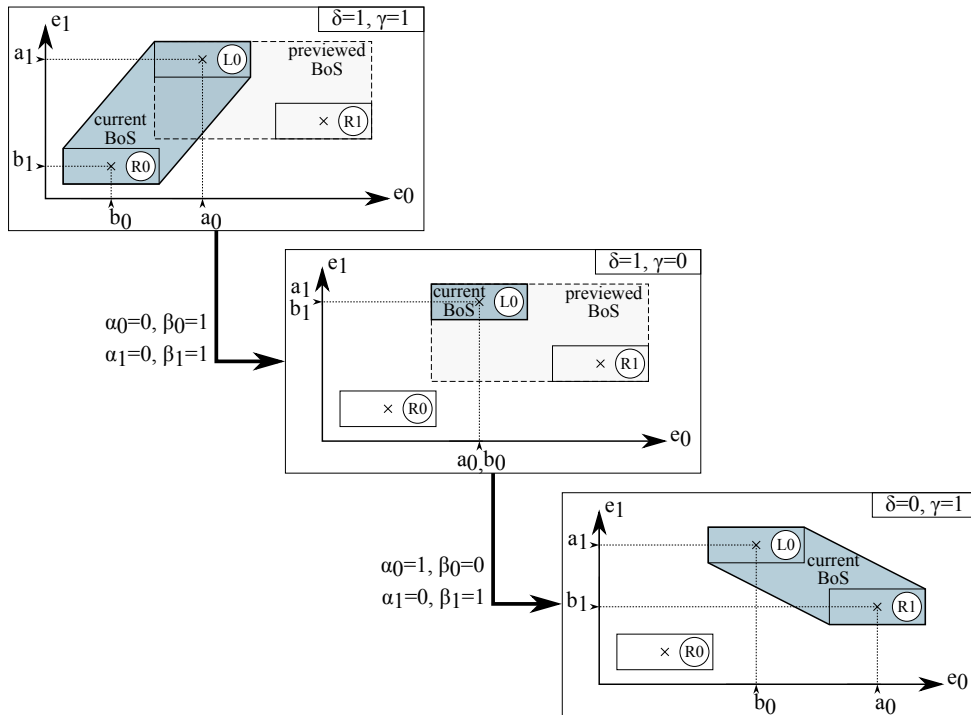 e1
δ=1, γ=1
a1
L0
previewed
BoS
current
BoS
R1
b1
R0
e0
b0
a0
e1
δ=1, γ=0
a1
b1
current
BoS
L0
previewed
BoS
α0=0, β0=1
α1=0, β1=1
R1
R0
e0
a0,b0
e1
δ=0, γ=1
a1
L0
current
BoS
α0=1, β0=0
α1=0, β1=1
b1
R1
R0
e0
b0
a0